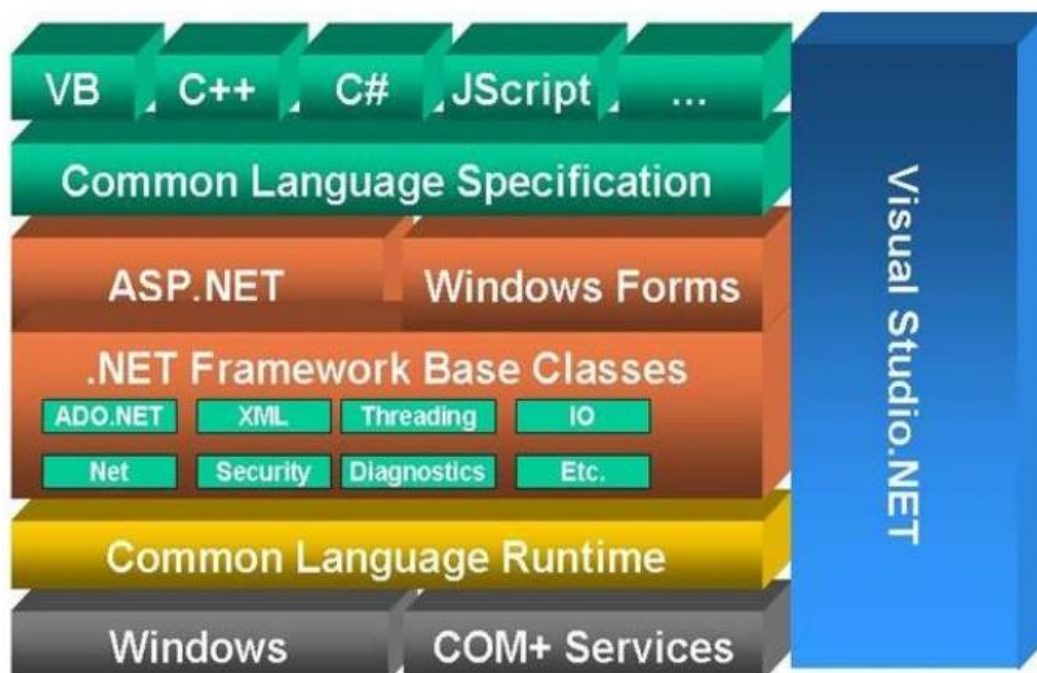 VB C++ C# JScript ...
Common Language Specification
ASP.NET Windows Forms
.NET Framework Base Classes
ADO.NET XML Threading IO
Net Security Diagnostics Etc.
Common Language Runtime
Windows COM+ Services
Visual Studio.NET